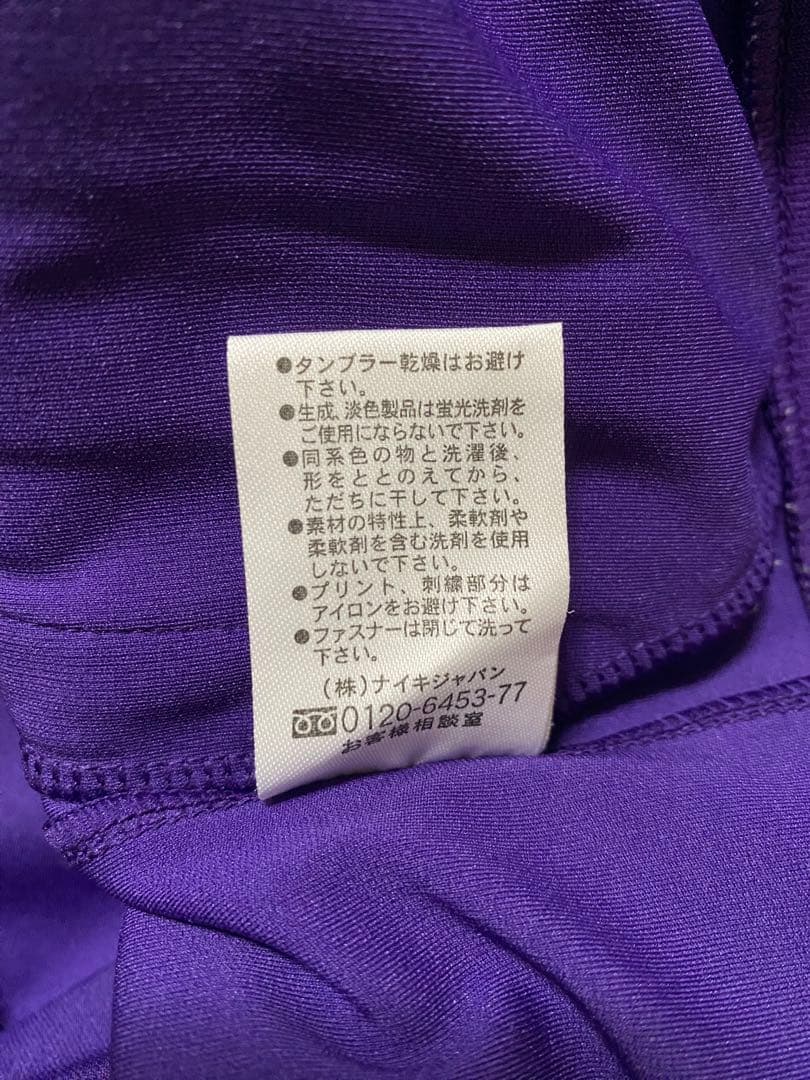 ●タンブラー乾燥はお避け
下さい。
●生成、淡色製品は蛍光洗剤を
ご使用にならないで下さい。
●同系色の物と洗濯後、
形をととのえてから、
ただちに干して下さい。
●素材の特性上、柔軟剤や
柔軟剤を含む洗剤を使用
しないで下さい。
●プリント、刺繍部分は
アイロンをお避け下さい。
●ファスナーは閉じて洗って
下さい。
(株)ナイキジャパン
0120-6453-77
お客様相談室